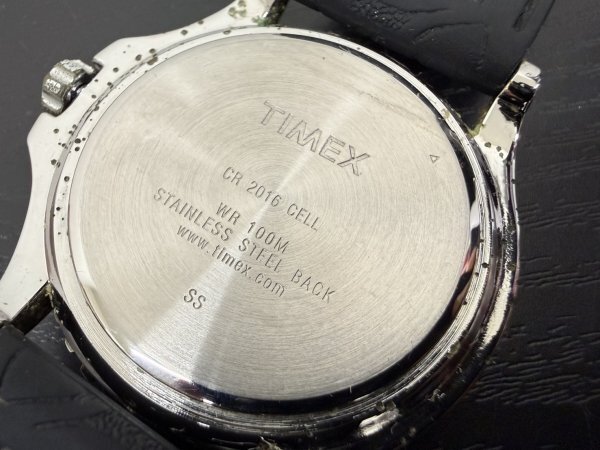 TIMEX
CR 2016 CELL
WR 100M
STAINLESS STEEL BACK
www.timex.com
SS